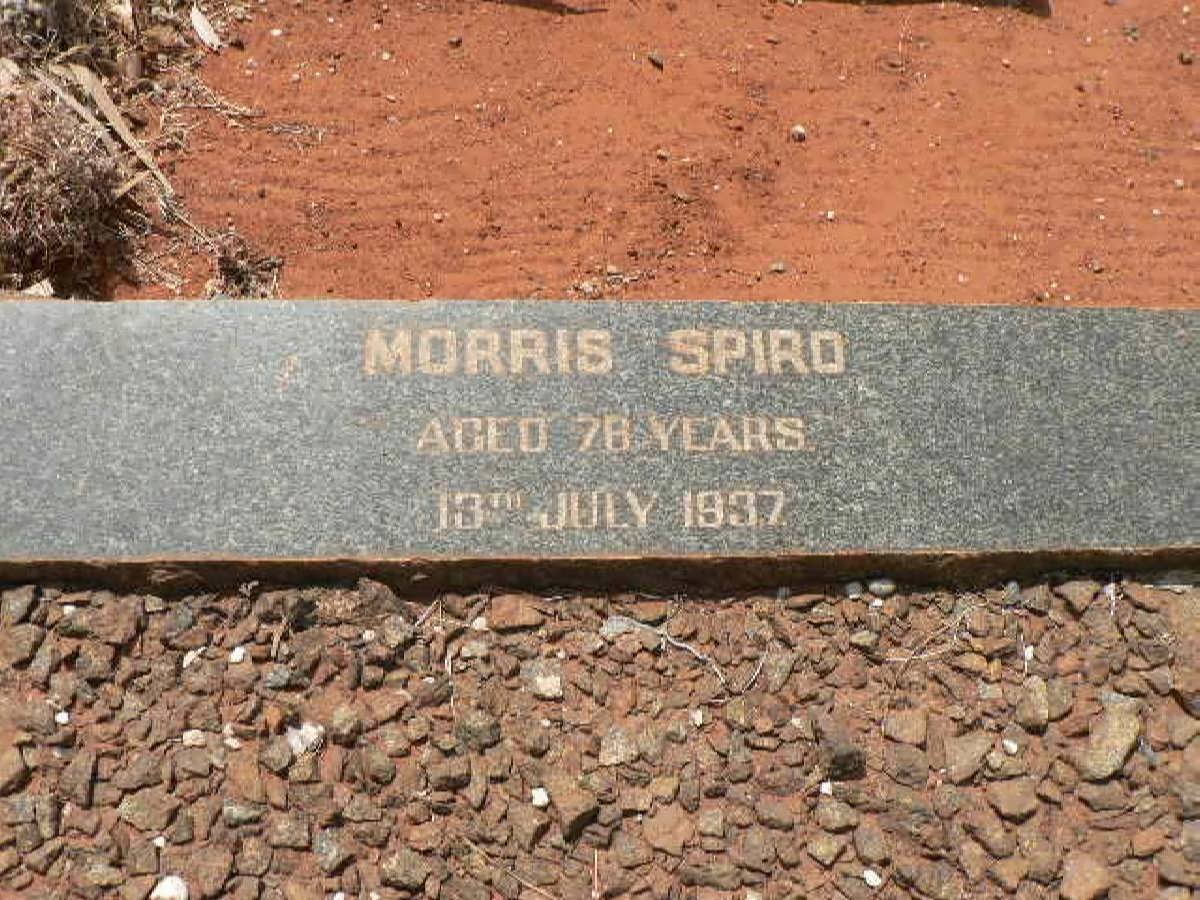 MORRIS SPIRO
AGED 78 YEARS.
13TH JULY 1937.